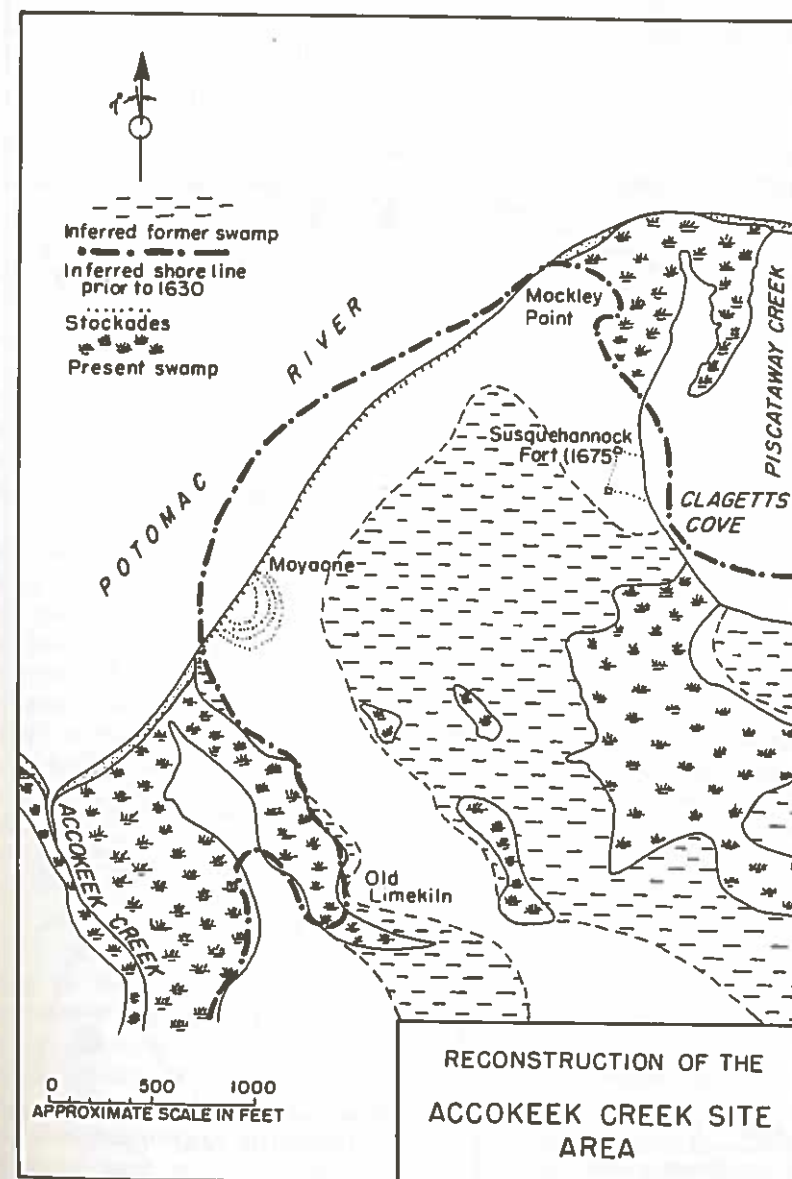 Inferred former swamp
Inferred shore line
prior to 1630
Stockades
Present swamp
POTOMAC RIVER
Mockley
Point
PISCATAWAY CREEK
Susquehannock
Fort (1675)
CLAGETTS
COVE
Moyaone
ACCOKEEK CREEK
Old
Limekiln
0 500 1000
APPROXIMATE SCALE IN FEET
RECONSTRUCTION OF THE
ACCOKEEK CREEK SITE
AREA